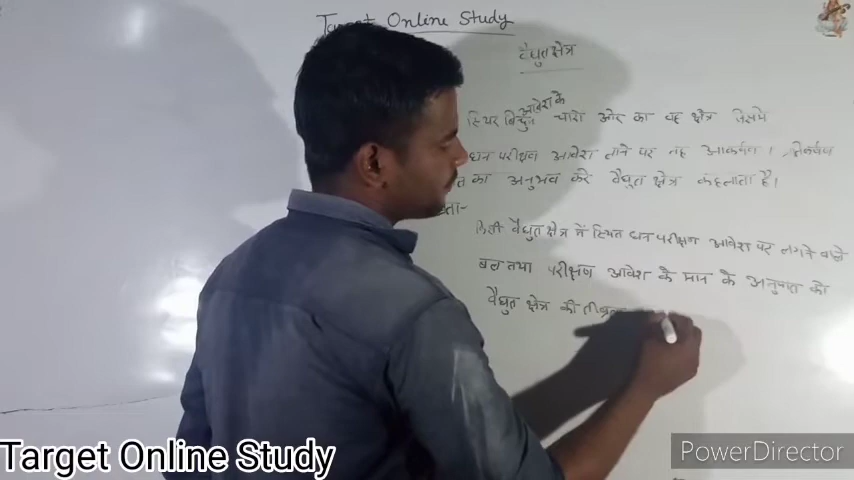 Target Online Study
वैद्युत क्षेत्र
आवेश के
स्थिर विद्युत चारो ओर का वह क्षेत्र जिसमे
धन परीक्षण आवेश लाने पर वह आकर्षण / प्रतिकर्षण
का अनुभव करे वैद्युत क्षेत्र कहलाता है।
किसी वैद्युत क्षेत्र में स्थित धन परीक्षण आवेश पर लगने वाले
बल तथा परीक्षण आवेश के मान के अनुपात को
वैद्युत क्षेत्र की तीव्रता
Target Online Study
PowerDirector